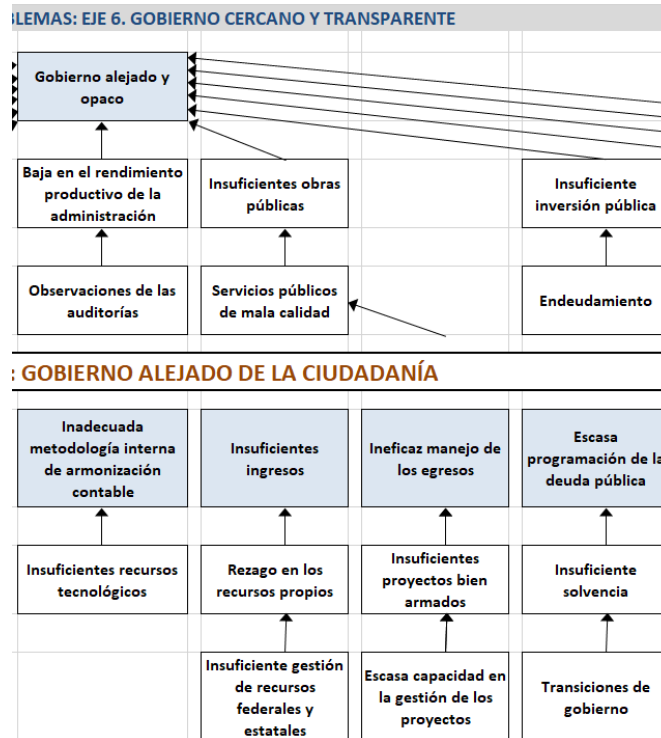 BLEMAS: EJE 6. GOBIERNO CERCANO Y TRANSPARENTE
Gobierno alejado y
opaco
Baja en el rendimiento
productivo de la
administración
Insuficientes obras
públicas
Insuficiente
inversión pública
Observaciones de las
auditorías
Servicios públicos
de mala calidad
Endeudamiento
: GOBIERNO ALEJADO DE LA CIUDADANÍA
Inadecuada
metodología interna
de armonización
contable
Insuficientes
ingresos
Ineficaz manejo de
los egresos
Escasa
programación de la
deuda pública
Insuficientes recursos
tecnológicos
Rezago en los
recursos propios
Insuficientes
proyectos bien
armados
Insuficiente
solvencia
Insuficiente gestión
de recursos
federales y
estatales
Escasa capacidad en
la gestión de los
proyectos
Transiciones de
gobierno